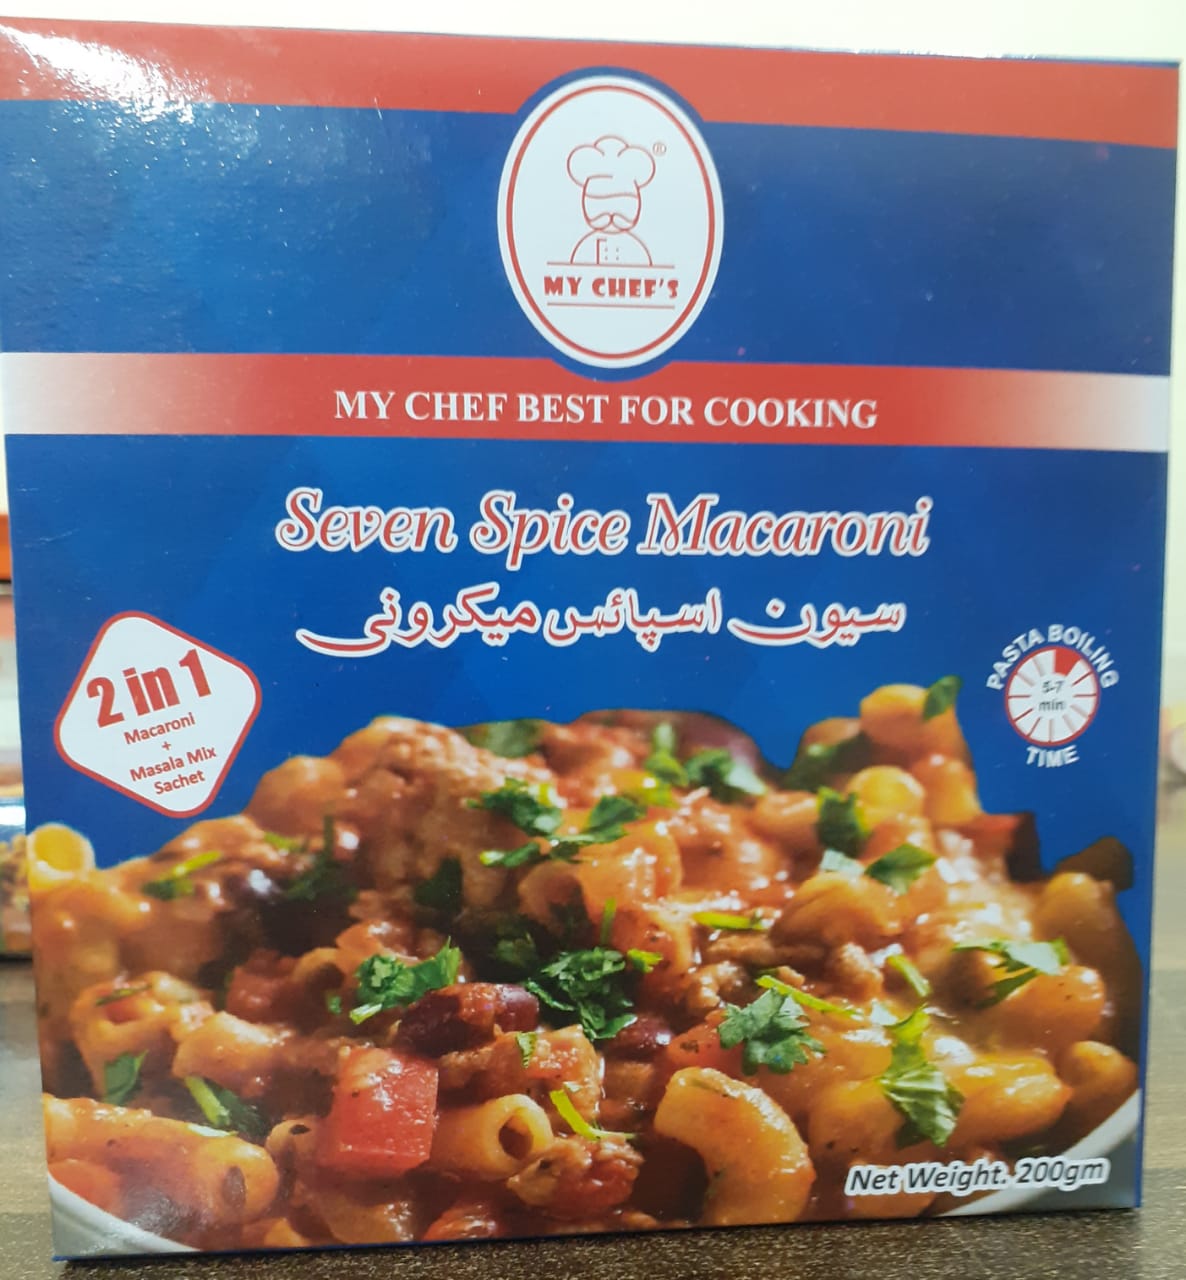 ®
MY CHEF'S
MY CHEF BEST FOR COOKING
Seven Spice Macaroni
سیون اسپائس میکرونی
2 in 1
Macaroni
+
Masala Mix
Sachet
PASTA BOILING
5-7
min
TIME
Net Weight. 200gm